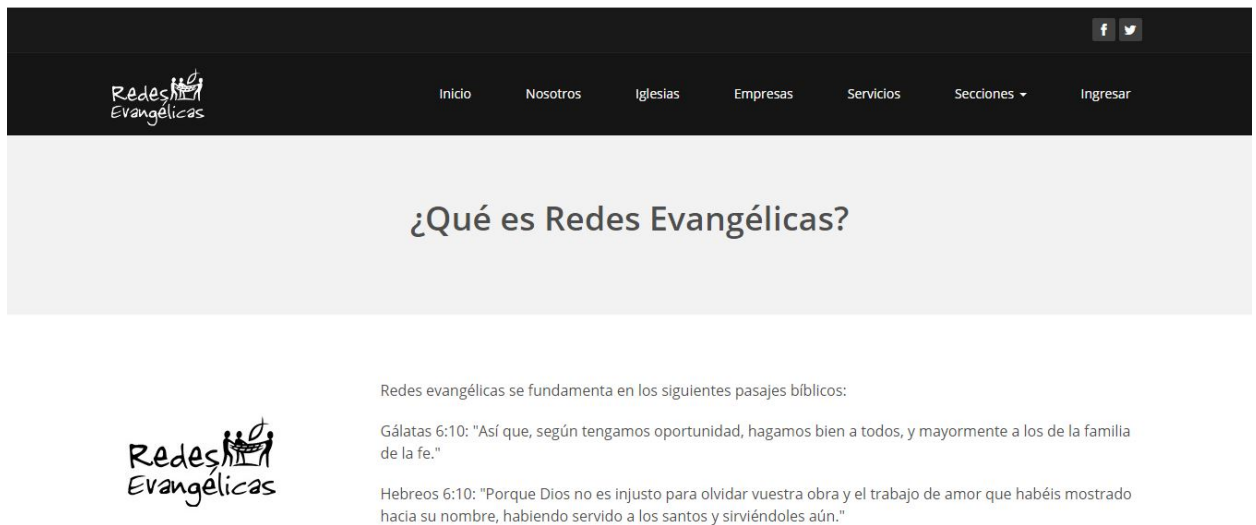 Redes
Evangélicas
Inicio Nosotros Iglesias Empresas Servicios Secciones Ingresar
¿Qué es Redes Evangélicas?
Redes
Evangélicas
Redes evangélicas se fundamenta en los siguientes pasajes bíblicos:
Gálatas 6:10: "Así que, según tengamos oportunidad, hagamos bien a todos, y mayormente a los de la familia
de la fe."
Hebreos 6:10: "Porque Dios no es injusto para olvidar vuestra obra y el trabajo de amor que habéis mostrado
hacia su nombre, habiendo servido a los santos y sirviéndoles aún."